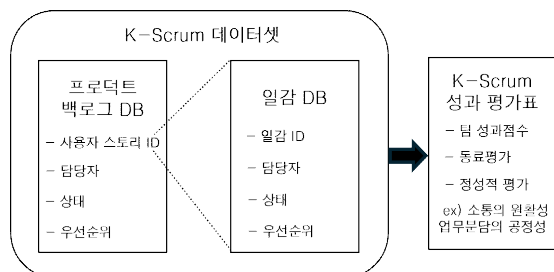 K-Scrum 데이터셋
프로덕트
백로그 DB
- 사용자 스토리 ID
- 담당자
- 상대
- 우선순위
일감 DB
- 일감 ID
- 담당자
- 상태
- 우선순위
K-Scrum
성과 평가표
- 팀 성과점수
- 동료평가
- 정성적 평가
ex) 소통의 원활성
업무분담의 공정성